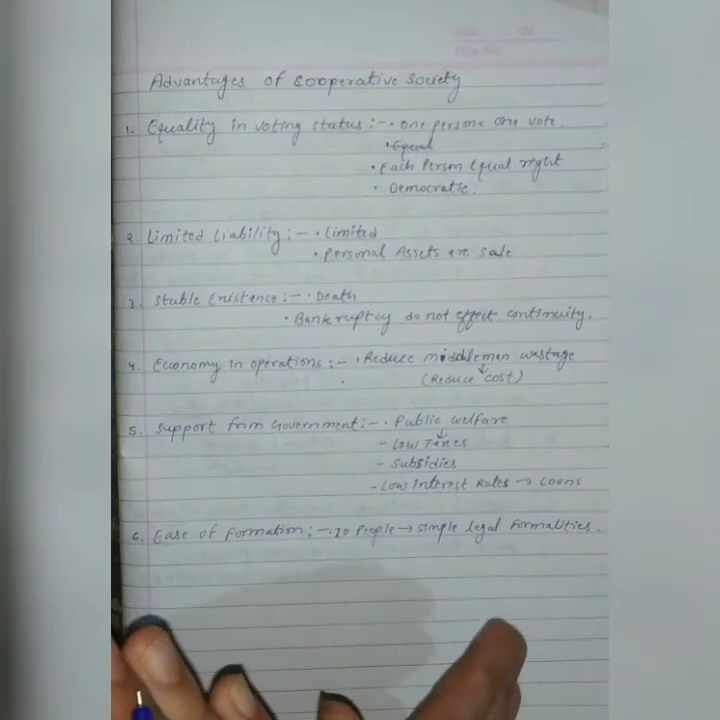 Advantages of Cooperative Society
1. Equality in voting status :- • One persone one vote.
• Equal
• Each Person Equal right
• Democratic.
2. Limited Liability :- • Limited
• Personal Assets are safe
3. Stable Existence :- • Death
• Bankruptcy do not effect continuity.
4. Economy in operations :- • Reduce middlemen wastage
↓
(Reduce cost)
5. Support from Government :- • Public welfare
↓
- Low Taxes
- Subsidies
- Low Interest Rates → Loans
6. Ease of Formation :- • 10 People → simple legal formalities.